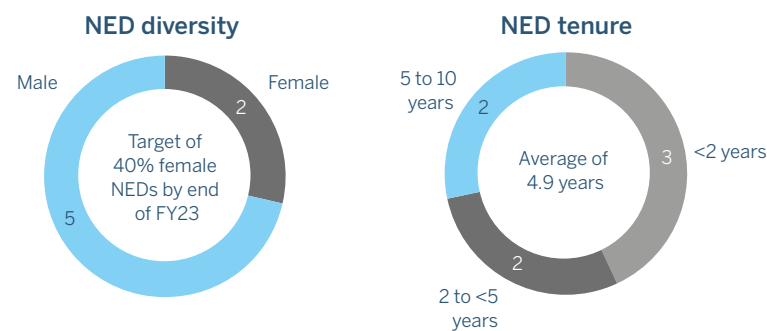 NED diversity
Male
Female
2
5
Target of
40% female
NEDs by end
of FY23
NED tenure
5 to 10
years
2
3
<2 years
Average of
4.9 years
2
2 to <5
years